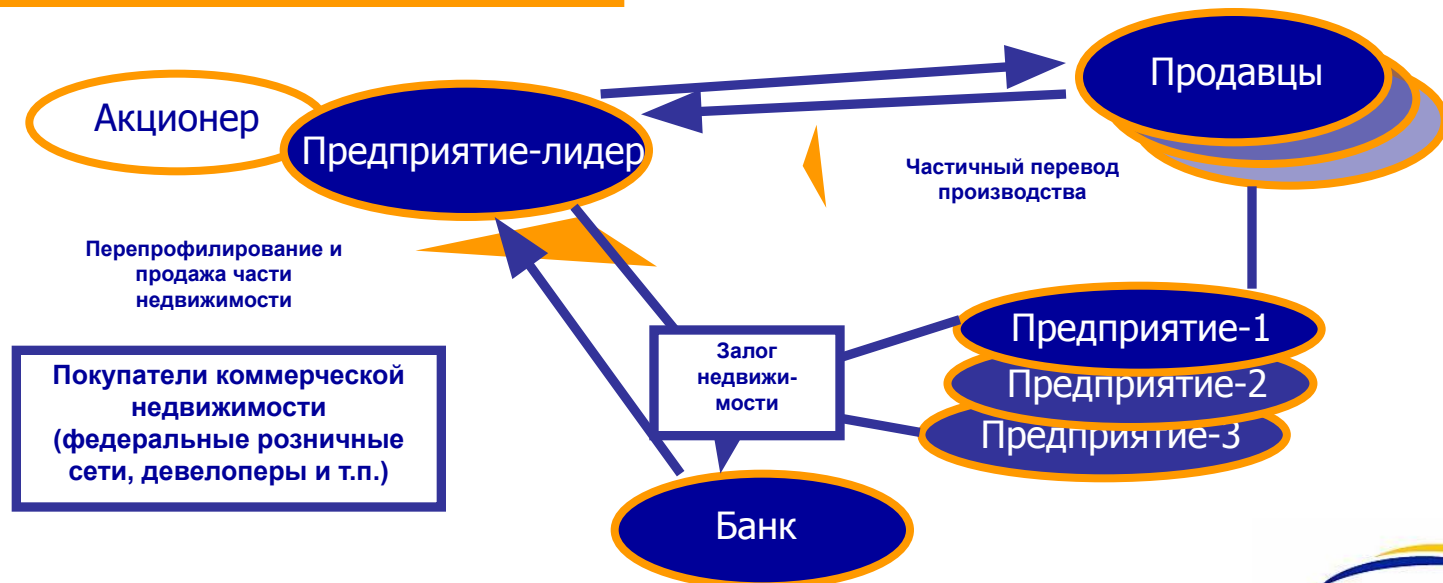 Продавцы
Акционер
Предприятие-лидер
Частичный перевод
производства
Перепрофилирование и
продажа части
недвижимости
Предприятие-1
Предприятие-2
Предприятие-3
Залог
недвижи-
мости
Покупатели коммерческой
недвижимости
(федеральные розничные
сети, девелоперы и т.п.)
Банк